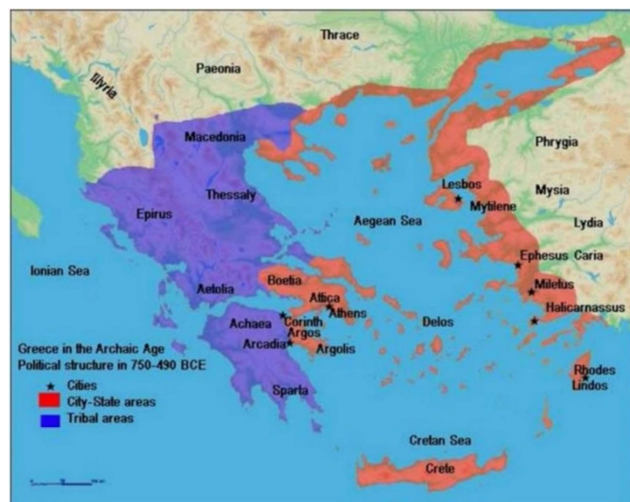 Thrace
Paeonia
Illyria
Macedonia
Phrygia
Thessaly
Lesbos
Mysia
Mytilene
Epirus
Aegean Sea
Lydia
Ephesus Caria
Ionian Sea
Boetia
Miletus
Aetolia
Attica
Halicarnassus
Athens
Achaea
Corinth
Delos
Argos
Arcadia
Argolis
Greece in the Archaic Age
Political structure in 750-490 BCE
Cities
City-State areas
Tribal areas
Sparta
Rhodes
Lindos
Cretan Sea
Crete